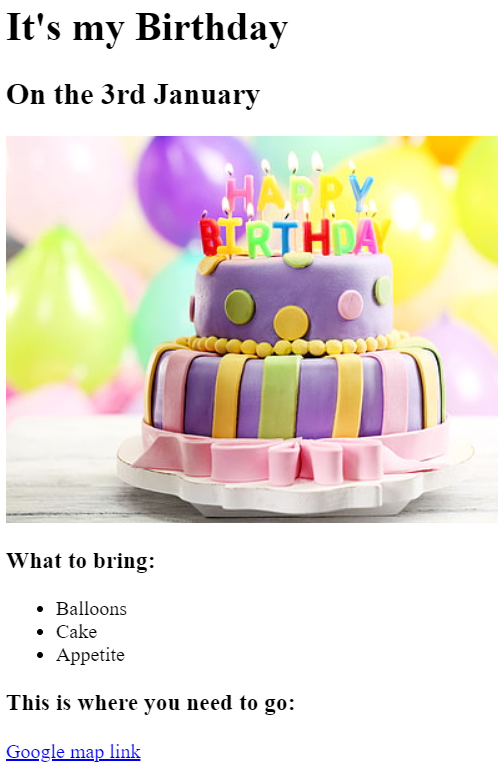 It's my Birthday
On the 3rd January
HAPPY
BIRTHDAY
What to bring:
Balloons
Cake
Appetite
This is where you need to go:
Google map link